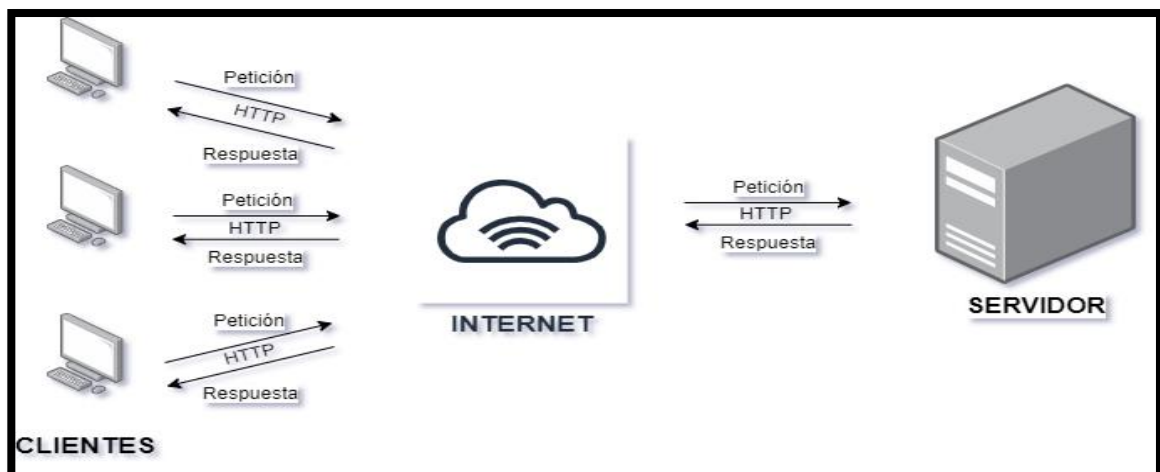 Petición
HTTP
Respuesta
Petición
HTTP
Respuesta
Petición
HTTP
Respuesta
CLIENTES
INTERNET
Petición
HTTP
Respuesta
SERVIDOR